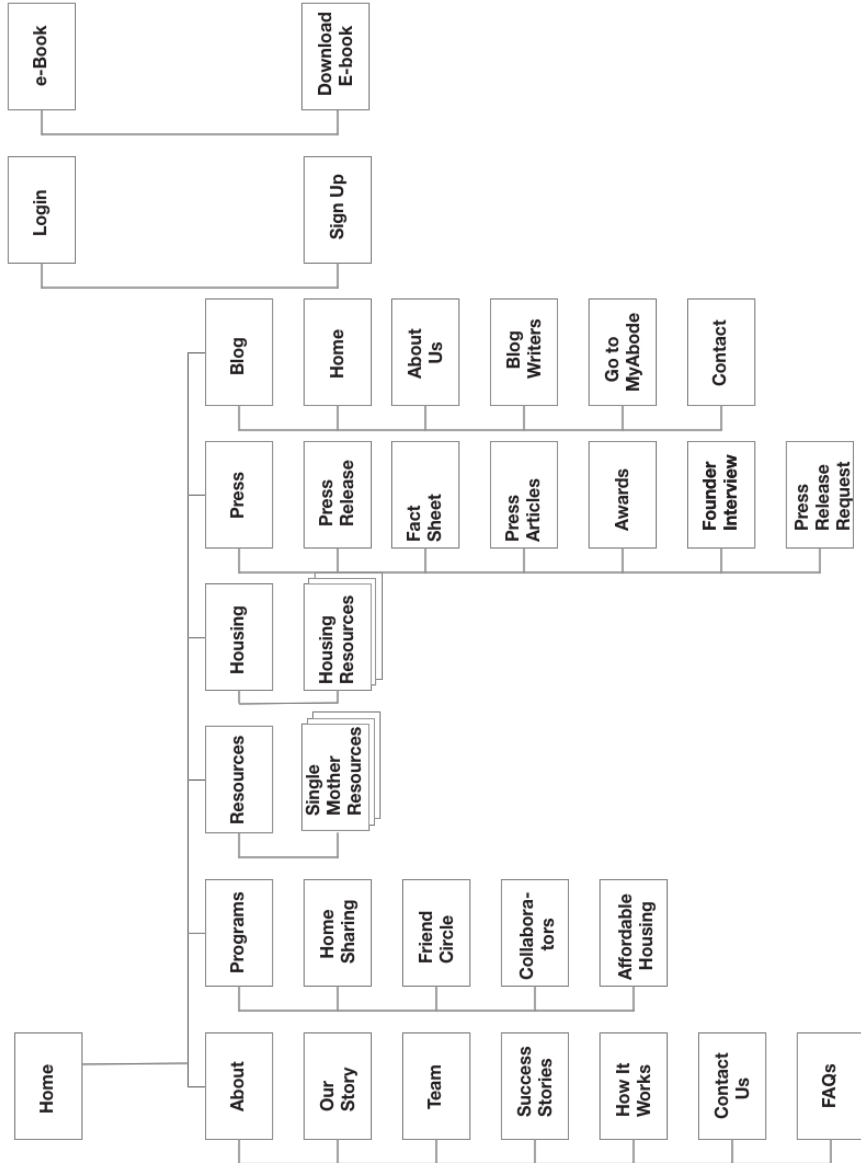 Home
About
Our
Story
Team
Success
Stories
How It
Works
Contact
Us
FAQs
Programs
Home
Sharing
Friend
Circle
Collabora-
tors
Affordable
Housing
Resources
Single
Mother
Resources
Housing
Housing
Resources
Press
Press
Release
Fact
Sheet
Press
Articles
Awards
Founder
Interview
Press
Release
Request
Blog
Home
About
Us
Blog
Writers
Go to
MyAbode
Contact
Login
Sign Up
e-Book
Download
E-book